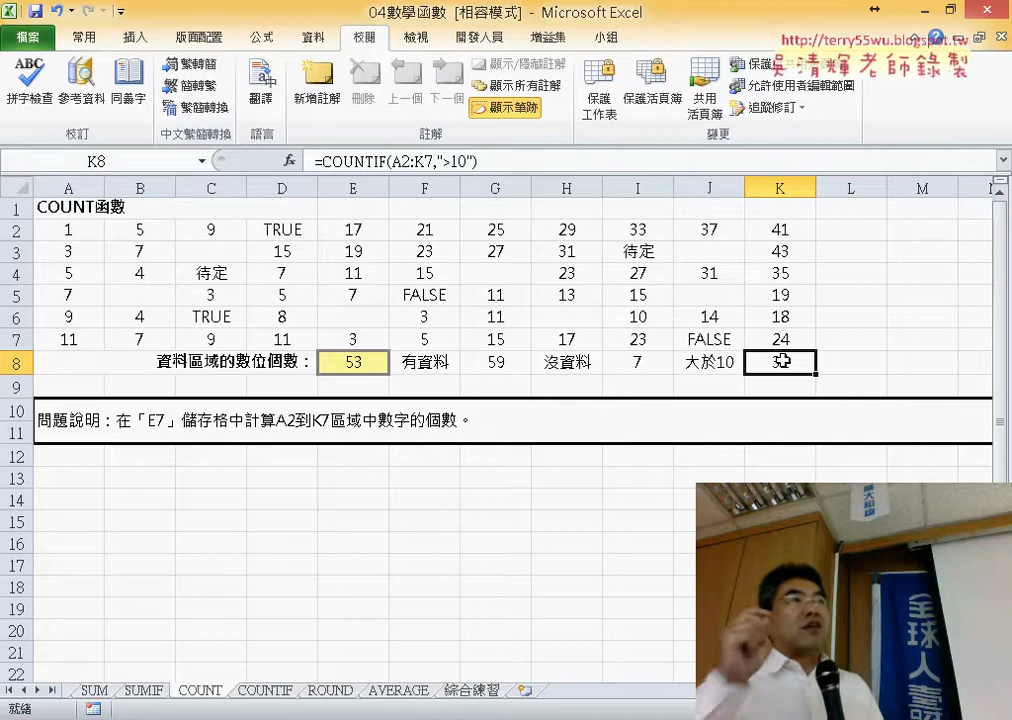 04數學函數 [相容模式] - Microsoft Excel
檔案 常用 插入 版面配置 公式 資料 校閱 檢視 開發人員 增益集 小組
http://terry55wu.blogspot.tw
吳清輝老師錄製
拼字檢查 參考資料 同義字
繁轉簡
簡轉繁
中文繁簡轉換
翻譯
新增註解 刪除 上一個 下一個
顯示/隱藏註解
顯示所有註解
顯示筆跡
保護工作表 保護活頁簿 共用活頁簿
允許使用者編輯範圍
追蹤修訂
校訂 中文繁簡轉換 語言 註解 變更
K8 fx =COUNTIF(A2:K7,">10")
A B C D E F G H I J K L M
1 COUNT函數
2 1 5 9 TRUE 17 21 25 29 33 37 41
3 3 7 15 19 23 27 31 待定 43
4 5 4 待定 7 11 15 23 27 31 35
5 7 3 5 7 FALSE 11 13 15 19
6 9 4 TRUE 8 3 11 10 14 18
7 11 7 9 11 3 5 15 17 23 FALSE 24
8 資料區域的數位個數： 53 有資料 59 沒資料 7 大於10
9
10 問題說明：在「E7」儲存格中計算A2到K7區域中數字的個數。
11
12
13
14
15
16
17
18
19
20
21
22
SUM SUMIF COUNT COUNTIF ROUND AVERAGE 綜合練習
就緒
全球人壽